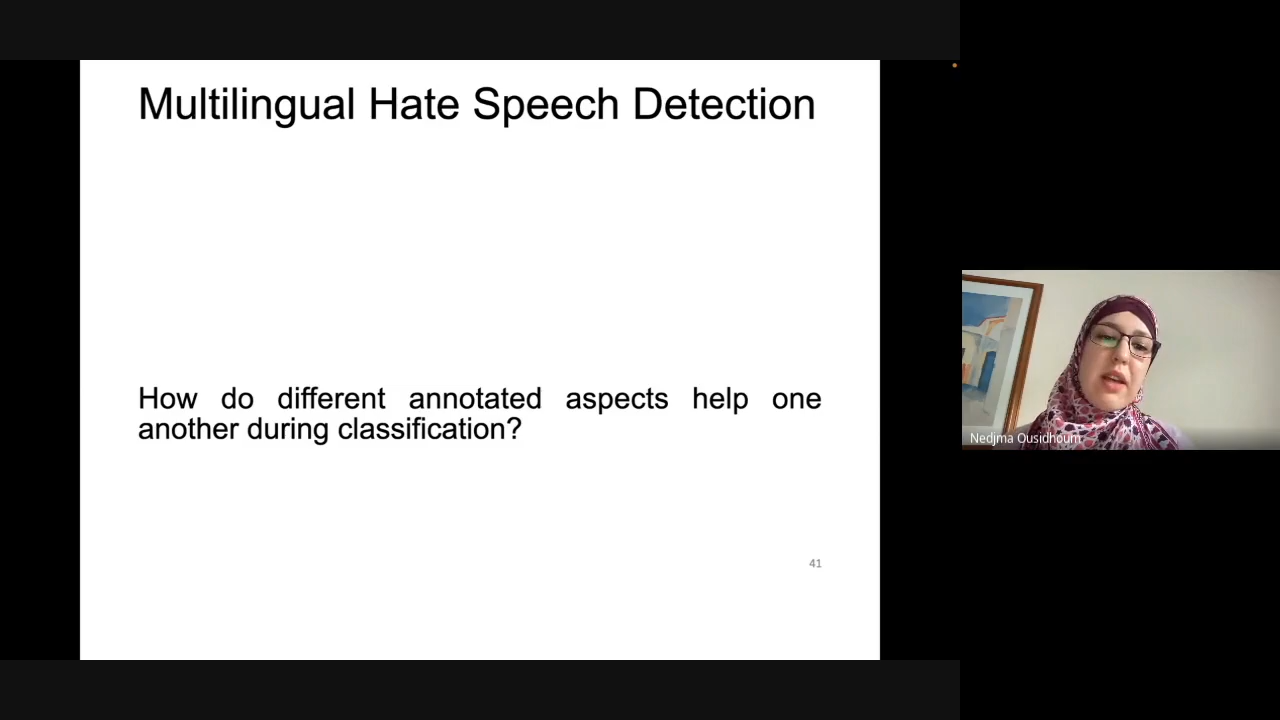 Multilingual Hate Speech Detection
How do different annotated aspects help one
another during classification?
41
Nedjma Ousidhoum